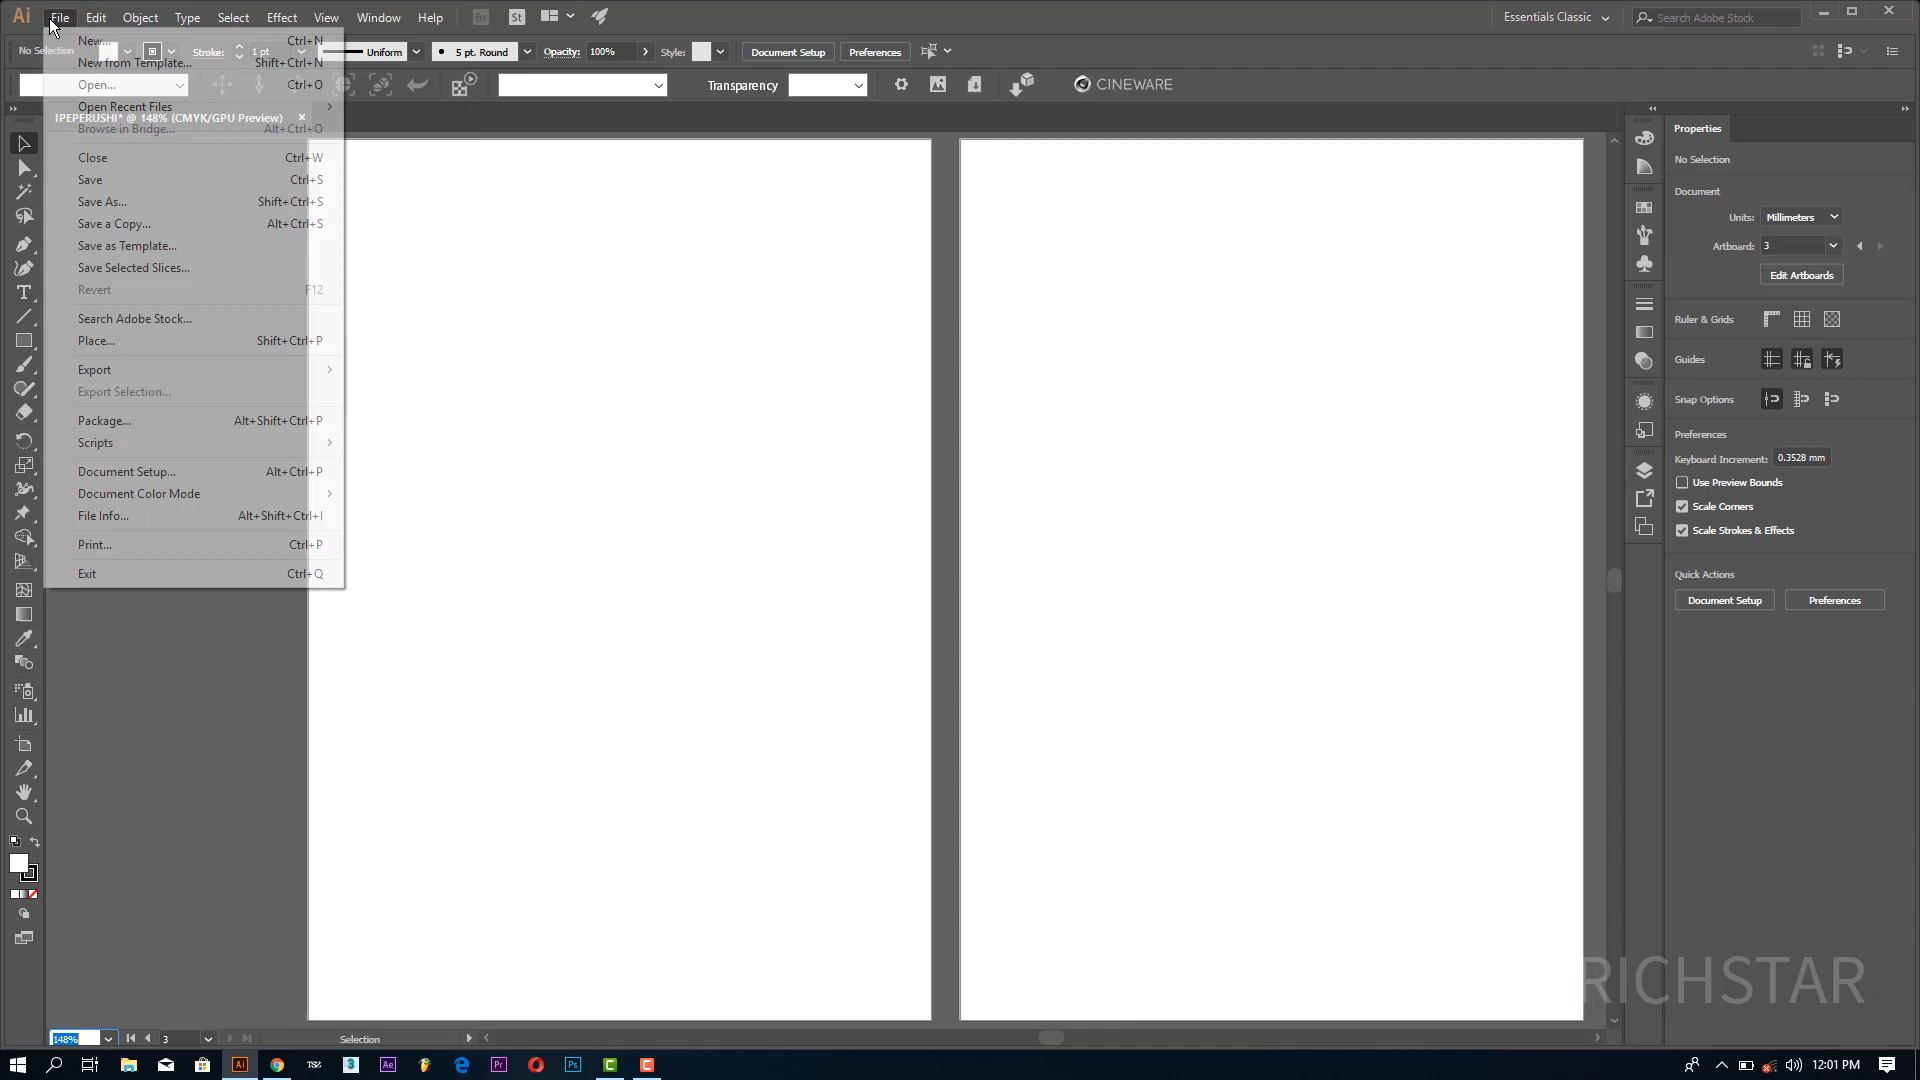 Ai File Edit Object Type Select Effect View Window Help Br St Essentials Classic Search Adobe Stock
No Selection Stroke: 1 pt Uniform 5 pt. Round Opacity: 100% Style: Document Setup Preferences
Transparency CINEWARE
IPEPERUSHI* @ 148% (CMYK/GPU Preview) ×
New... Ctrl+N
New from Template... Shift+Ctrl+N
Open... Ctrl+O
Open Recent Files
Browse in Bridge... Alt+Ctrl+O
Close Ctrl+W
Save Ctrl+S
Save As... Shift+Ctrl+S
Save a Copy... Alt+Ctrl+S
Save as Template...
Save Selected Slices...
Revert F12
Search Adobe Stock...
Place... Shift+Ctrl+P
Export
Export Selection...
Package... Alt+Shift+Ctrl+P
Scripts
Document Setup... Alt+Ctrl+P
Document Color Mode
File Info... Alt+Shift+Ctrl+I
Print... Ctrl+P
Exit Ctrl+Q
Properties
No Selection
Document
Units: Millimeters
Artboard: 3
Edit Artboards
Ruler & Grids
Guides
Snap Options
Preferences
Keyboard Increment: 0.3528 mm
Use Preview Bounds
Scale Corners
Scale Strokes & Effects
Quick Actions
Document Setup Preferences
RICHSTAR
148% 3 Selection
Ai 3 Ae Pr Ps C C 12:01 PM